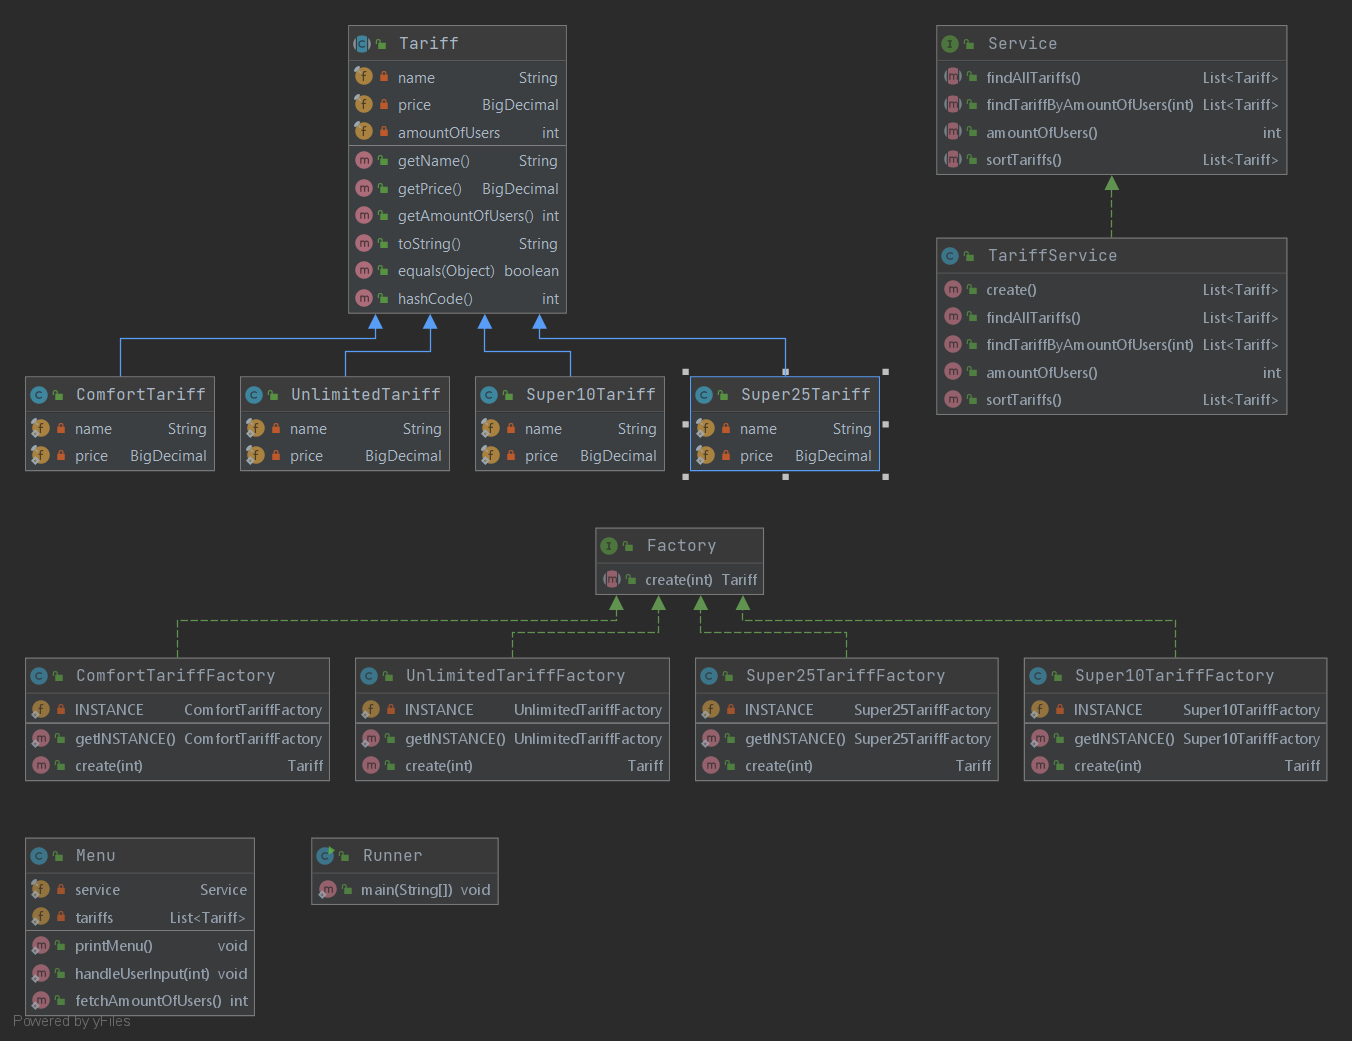 Tariff
name String
price BigDecimal
amountOfUsers int
getName() String
getPrice() BigDecimal
getAmountOfUsers() int
toString() String
equals(Object) boolean
hashCode() int
Service
findAllTariffs() List<Tariff>
findTariffByAmountOfUsers(int) List<Tariff>
amountOfUsers() int
sortTariffs() List<Tariff>
TariffService
create() List<Tariff>
findAllTariffs() List<Tariff>
findTariffByAmountOfUsers(int) List<Tariff>
amountOfUsers() int
sortTariffs() List<Tariff>
ComfortTariff
name String
price BigDecimal
UnlimitedTariff
name String
price BigDecimal
Super10Tariff
name String
price BigDecimal
Super25Tariff
name String
price BigDecimal
Factory
create(int) Tariff
ComfortTariffFactory
INSTANCE ComfortTariffFactory
getINSTANCE() ComfortTariffFactory
create(int) Tariff
UnlimitedTariffFactory
INSTANCE UnlimitedTariffFactory
getINSTANCE() UnlimitedTariffFactory
create(int) Tariff
Super25TariffFactory
INSTANCE Super25TariffFactory
getINSTANCE() Super25TariffFactory
create(int) Tariff
Super10TariffFactory
INSTANCE Super10TariffFactory
getINSTANCE() Super10TariffFactory
create(int) Tariff
Menu
service Service
tariffs List<Tariff>
printMenu() void
handleUserInput(int) void
fetchAmountOfUsers() int
Runner
main(String[]) void
Powered by yFiles